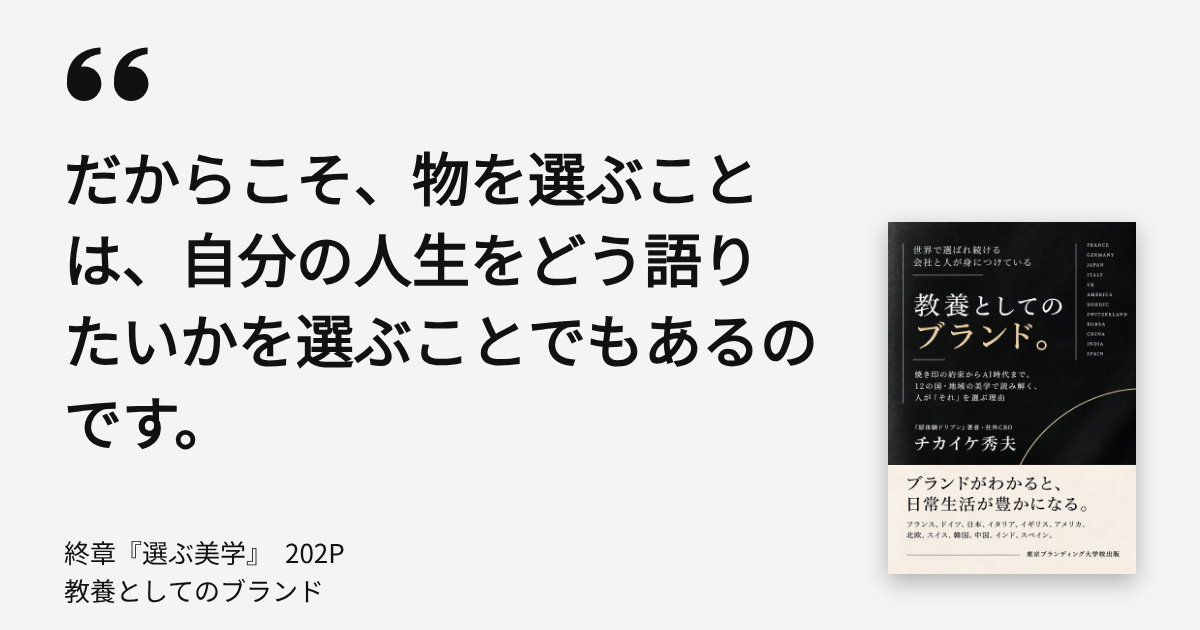 “
だからこそ、物を選ぶこと
は、自分の人生をどう語り
たいかを選ぶことでもあるの
です。
終章『選ぶ美学』 202P
教養としてのブランド
世界で選ばれ続ける
会社と人が身につけている
教養としての
ブランド。
FRANCE
GERMANY
JAPAN
ITALY
UK
AMERICA
NORDIC
SWITZERLAND
KOREA
CHINA
INDIA
SPAIN
焼き印の約束からAI時代まで。
12の国・地域の美学で読み解く、
人が「それ」を選ぶ理由
『原体験ドリブン』著者・社外CBO
チカイケ秀夫
ブランドがわかると、
日常生活が豊かになる。
フランス、ドイツ、日本、イタリア、イギリス、アメリカ、
北欧、スイス、韓国、中国、インド、スペイン。
東京ブランディング大学校出版